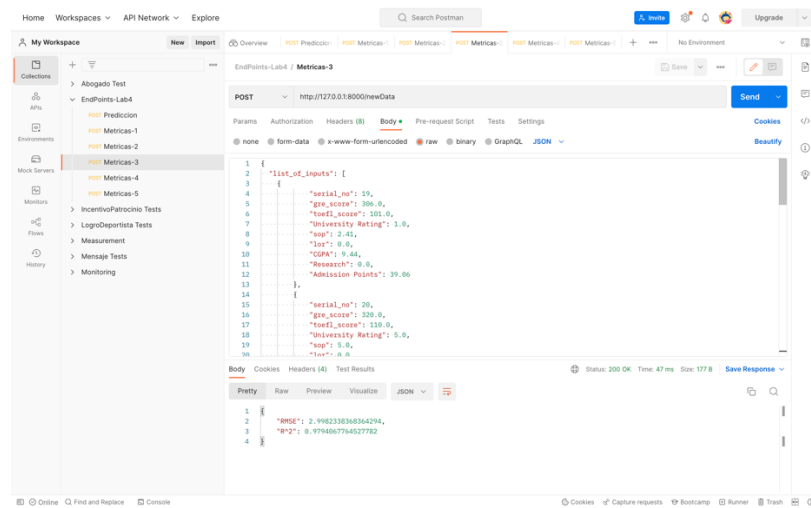 Home Workspaces API Network Explore Search Postman Invite Upgrade
My Workspace New Import Overview POST Prediccion POST Metricas- POST Metricas- POST Metricas- POST Metricas- POST Metricas- No Environment
Collections
APIs
Environments
Mock Servers
Monitors
Flows
History
Abogado Test
EndPoints-Lab4
POST Prediccion
POST Metricas-1
POST Metricas-2
POST Metricas-3
POST Metricas-4
POST Metricas-5
IncentivoPatrocinio Tests
LogroDeportista Tests
Measurement
Mensaje Tests
Monitoring
EndPoints-Lab4 / Metricas-3 Save
POST http://127.0.0.1:8000/newData Send
Params Authorization Headers (8) Body Pre-request Script Tests Settings Cookies
none form-data x-www-form-urlencoded raw binary GraphQL JSON Beautify
1 {
2 "list_of_inputs": [
3 {
4 "serial_no": 19,
5 "gre_score": 306.0,
6 "toefl_score": 101.0,
7 "University Rating": 1.0,
8 "sop": 2.41,
9 "lor": 0.0,
10 "CGPA": 9.44,
11 "Research": 0.0,
12 "Admission Points": 39.06
13 },
14 {
15 "serial_no": 20,
16 "gre_score": 320.0,
17 "toefl_score": 110.0,
18 "University Rating": 5.0,
19 "sop": 5.0,
20 "lor": 0.0
Body Cookies Headers (4) Test Results Status: 200 OK Time: 47 ms Size: 177 B Save Response
Pretty Raw Preview Visualize JSON
1 {
2 "RMSE": 2.9982338368364294,
3 "R^2": 0.9794067764527782
4 }
Online Find and Replace Console Cookies Capture requests Bootcamp Runner Trash